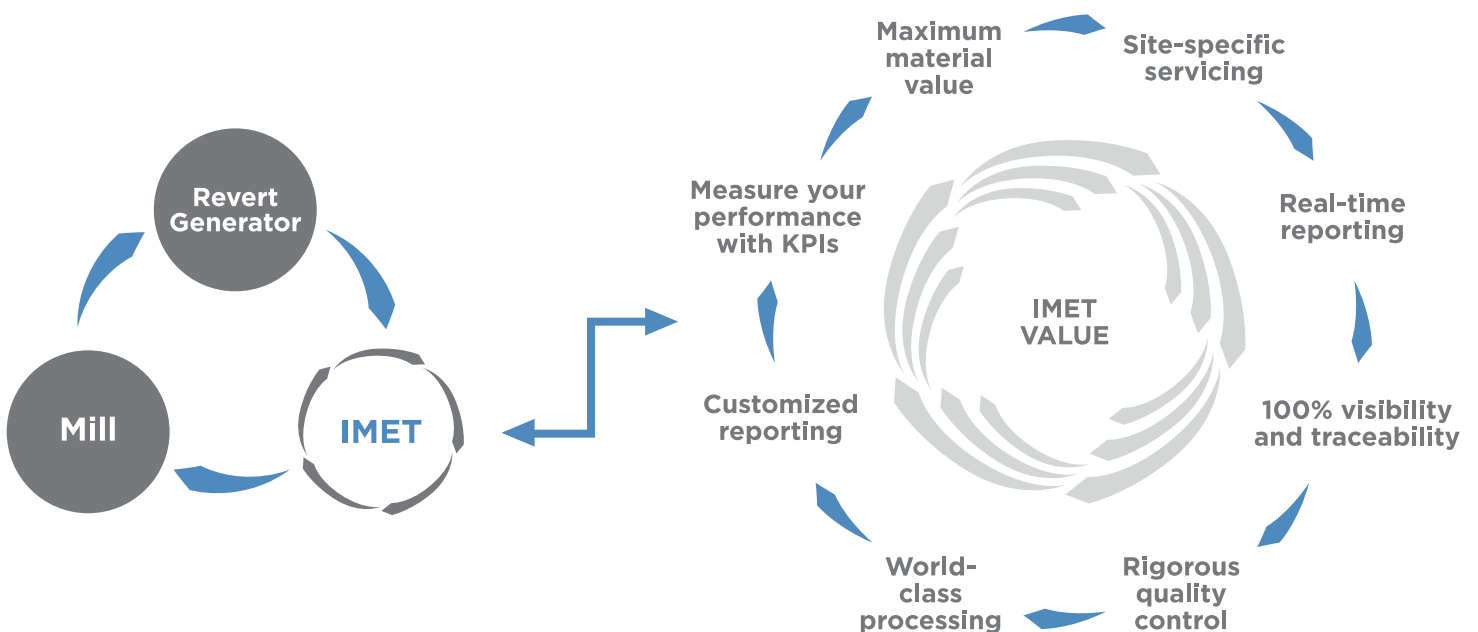 Revert
Generator
Mill
IMET
Maximum
material
value
Site-specific
servicing
Real-time
reporting
100% visibility
and traceability
Rigorous
quality
control
World-
class
processing
Customized
reporting
Measure your
performance
with KPIs
IMET
VALUE